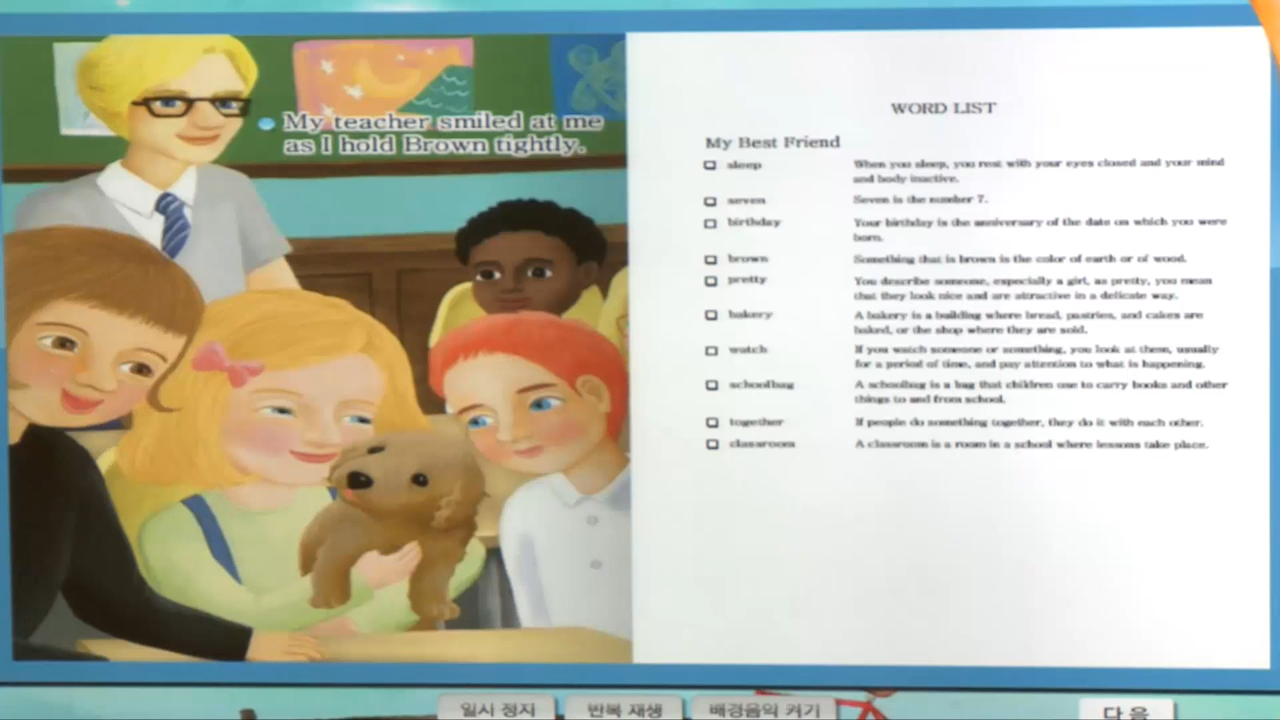 My teacher smiled at me
as I hold Brown tightly.
WORD LIST
My Best Friend
sleep When you sleep, you rest with your eyes closed and your mind
and body inactive.
seven Seven is the number 7.
birthday Your birthday is the anniversary of the date on which you were
born.
brown Something that is brown is the color of earth or of wood.
pretty You describe someone, especially a girl, as pretty, you mean
that they look nice and are attractive in a delicate way.
bakery A bakery is a building where bread, pastries, and cakes are
baked, or the shop where they are sold.
watch If you watch someone or something, you look at them, usually
for a period of time, and pay attention to what is happening.
schoolbag A schoolbag is a bag that children use to carry books and other
things to and from school.
together If people do something together, they do it with each other.
classroom A classroom is a room in a school where lessons take place.
일시 정지 반복 재생 배경음악 켜기 다음